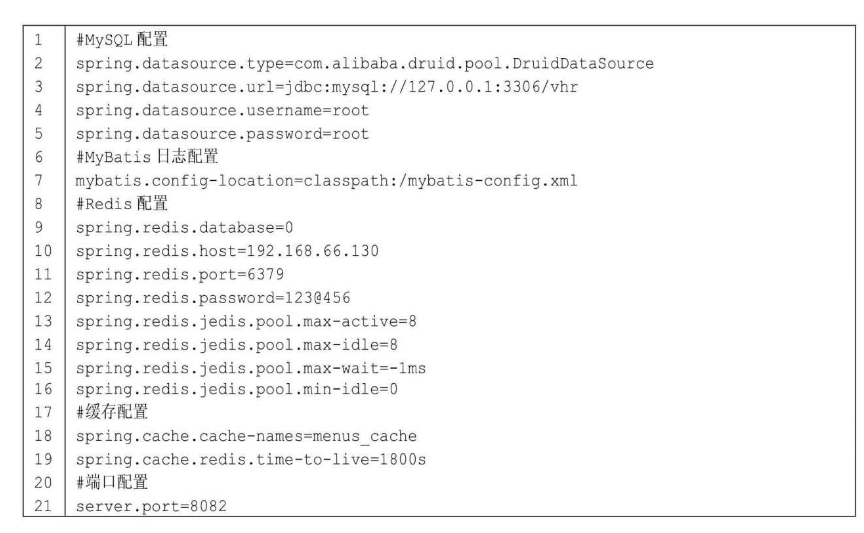 1 #MySQL 配置
2 spring.datasource.type=com.alibaba.druid.pool.DruidDataSource
3 spring.datasource.url=jdbc:mysql://127.0.0.1:3306/vhr
4 spring.datasource.username=root
5 spring.datasource.password=root
6 #MyBatis 日志配置
7 mybatis.config-location=classpath:/mybatis-config.xml
8 #Redis 配置
9 spring.redis.database=0
10 spring.redis.host=192.168.66.130
11 spring.redis.port=6379
12 spring.redis.password=123@456
13 spring.redis.jedis.pool.max-active=8
14 spring.redis.jedis.pool.max-idle=8
15 spring.redis.jedis.pool.max-wait=-1ms
16 spring.redis.jedis.pool.min-idle=0
17 #缓存配置
18 spring.cache.cache-names=menus_cache
19 spring.cache.redis.time-to-live=1800s
20 #端口配置
21 server.port=8082